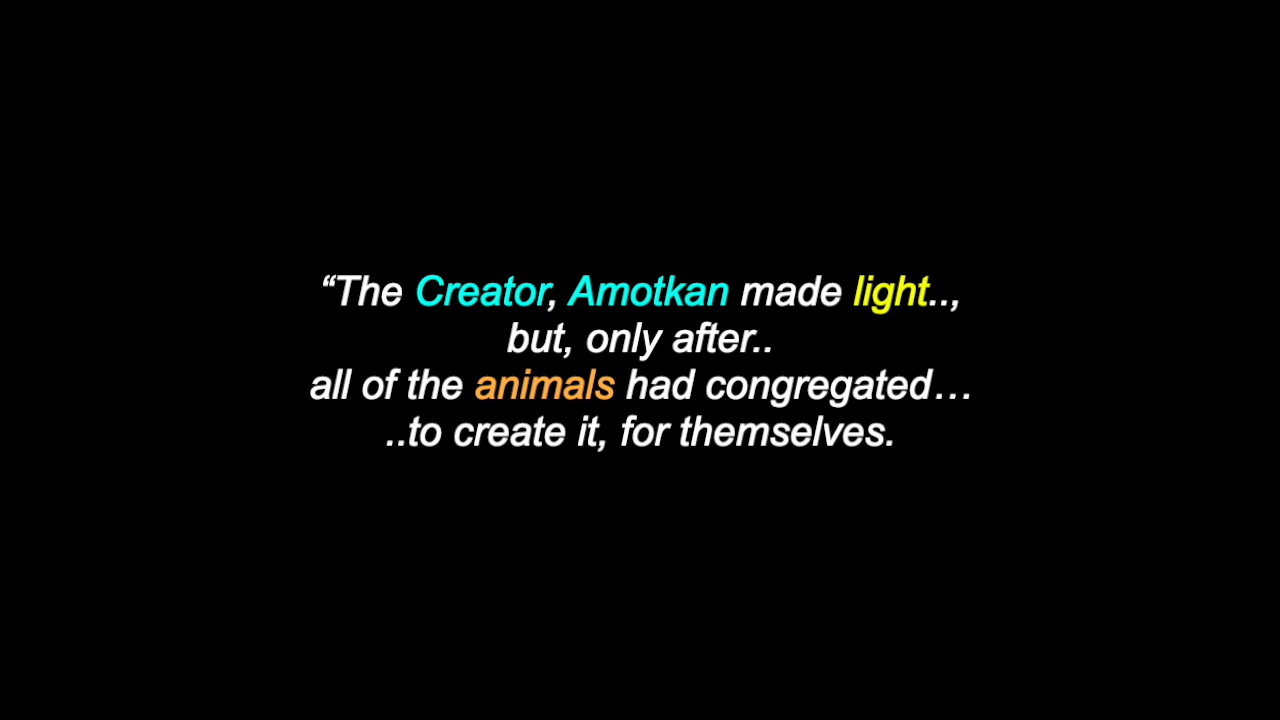 “The Creator, Amotkan made light..,
but, only after..
all of the animals had congregated…
..to create it, for themselves.